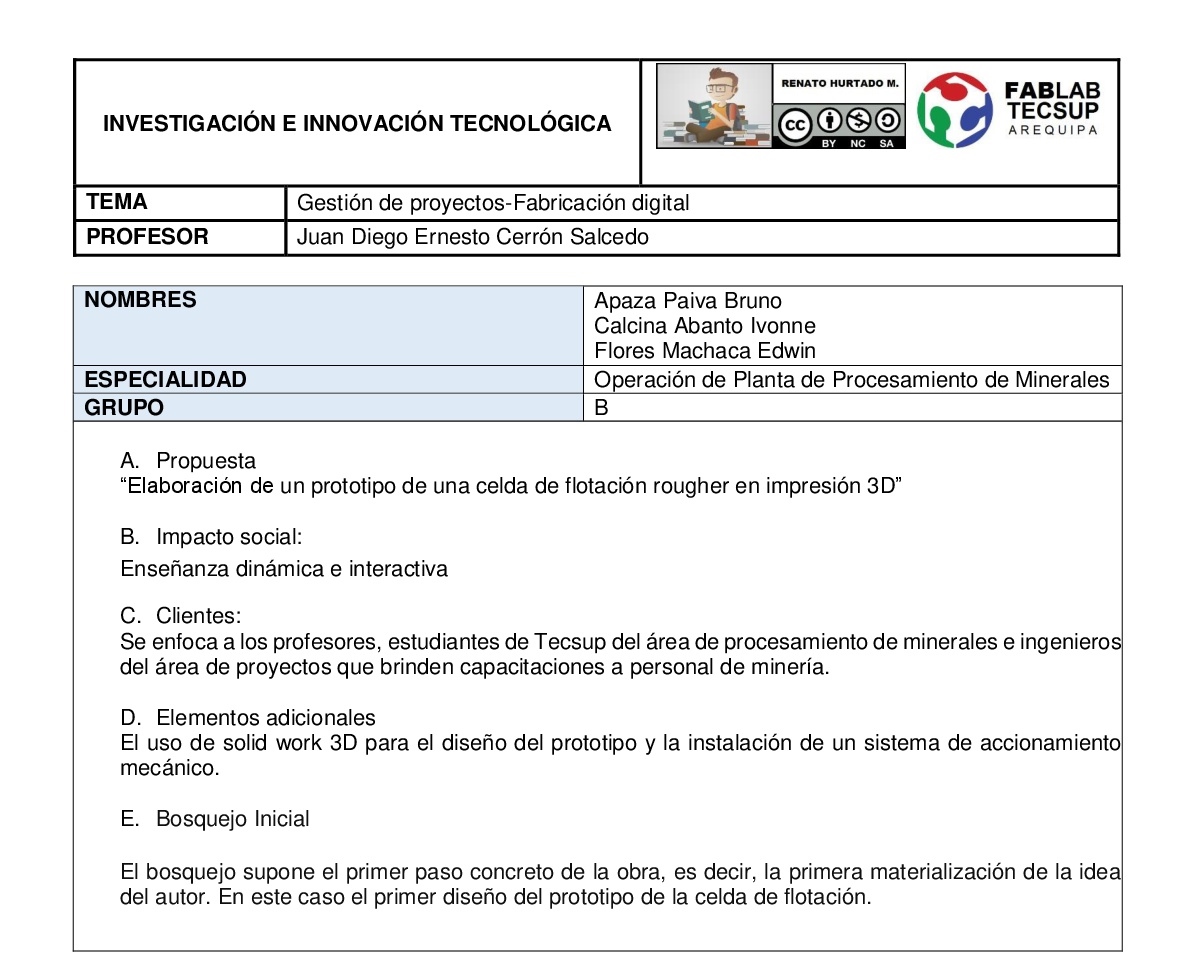 INVESTIGACIÓN E INNOVACIÓN TECNOLÓGICA
RENATO HURTADO M.
CC
BY NC SA
FABLAB
TECSUP
AREQUIPA
TEMA Gestión de proyectos-Fabricación digital
PROFESOR Juan Diego Ernesto Cerrón Salcedo
NOMBRES Apaza Paiva Bruno
Calcina Abanto Ivonne
Flores Machaca Edwin
ESPECIALIDAD Operación de Planta de Procesamiento de Minerales
GRUPO B
A. Propuesta
“Elaboración de un prototipo de una celda de flotación rougher en impresión 3D”
B. Impacto social:
Enseñanza dinámica e interactiva
C. Clientes:
Se enfoca a los profesores, estudiantes de Tecsup del área de procesamiento de minerales e ingenieros
del área de proyectos que brinden capacitaciones a personal de minería.
D. Elementos adicionales
El uso de solid work 3D para el diseño del prototipo y la instalación de un sistema de accionamiento
mecánico.
E. Bosquejo Inicial
El bosquejo supone el primer paso concreto de la obra, es decir, la primera materialización de la idea
del autor. En este caso el primer diseño del prototipo de la celda de flotación.